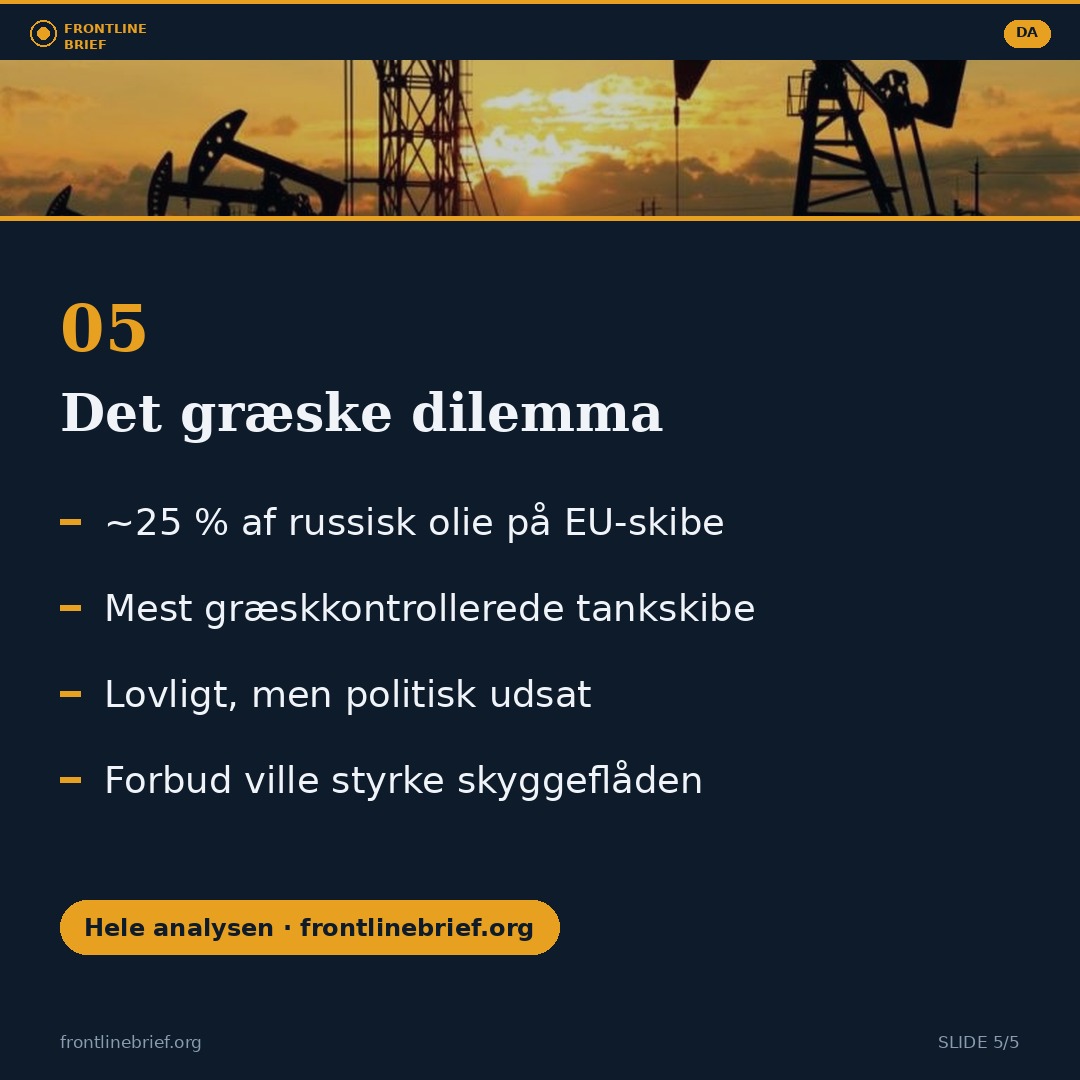 FRONTLINE
BRIEF
DA
05
Det græske dilemma
~25 % af russisk olie på EU-skibe
Mest græskkontrollerede tankskibe
Lovligt, men politisk udsat
Forbud ville styrke skyggeflåden
Hele analysen · frontlinebrief.org
frontlinebrief.org
SLIDE 5/5